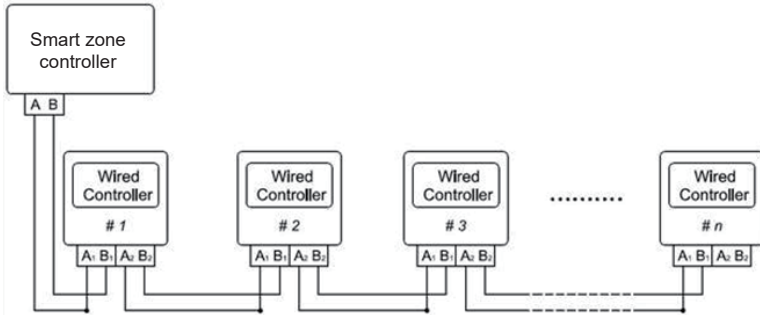 Smart zone
controller
A B
Wired
Controller
# 1
Wired
Controller
# 2
Wired
Controller
# 3
..........
Wired
Controller
# n
A₁ B₁ A₂ B₂
A₁ B₁ A₂ B₂
A₁ B₁ A₂ B₂
A₁ B₁ A₂ B₂